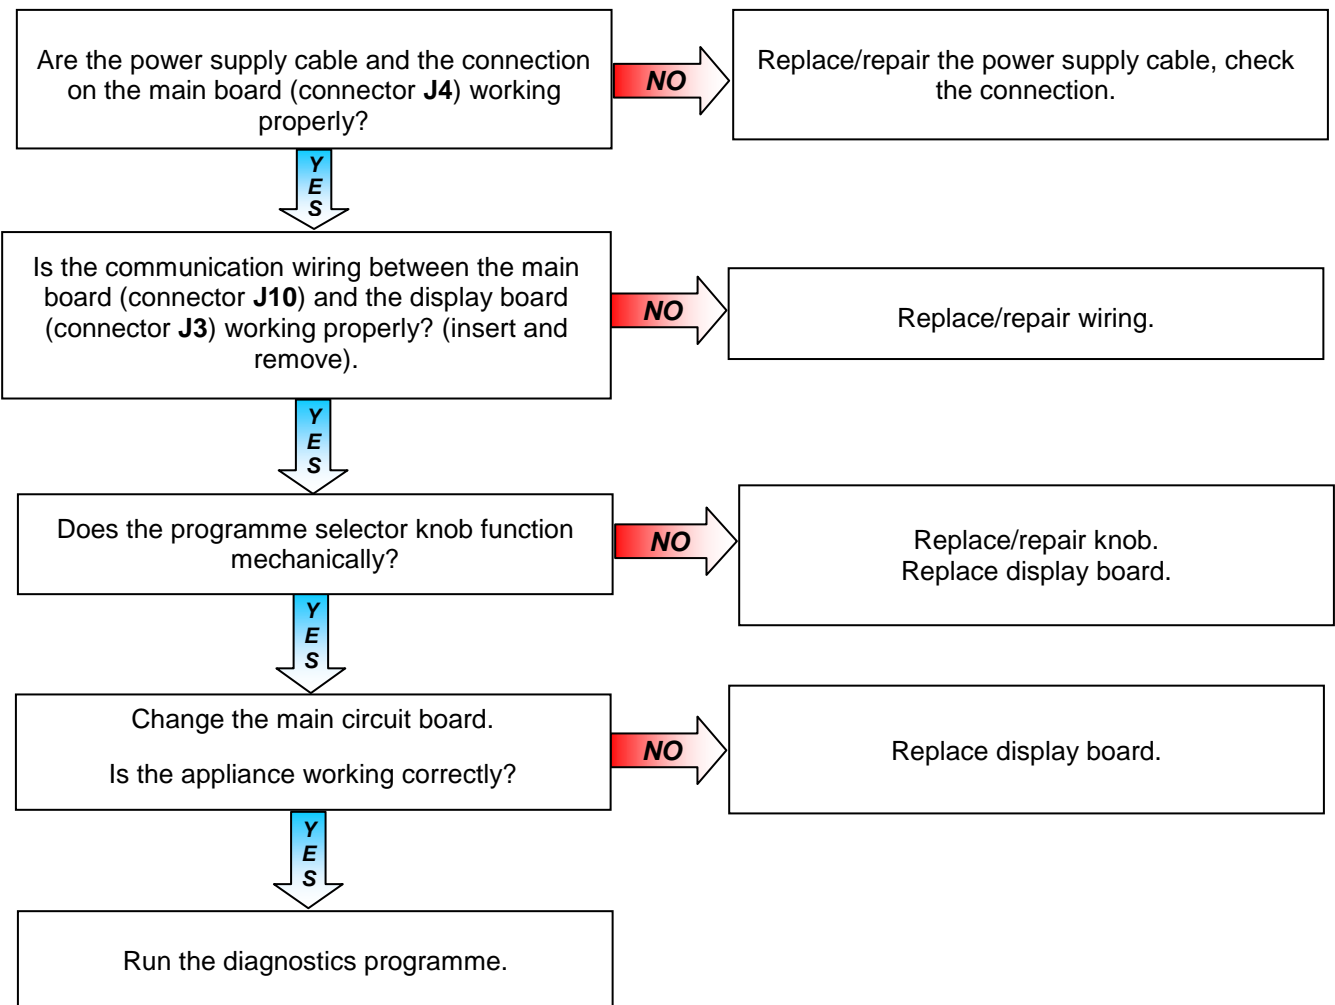 Are the power supply cable and the connection
on the main board (connector J4) working
properly?
NO
Replace/repair the power supply cable, check
the connection.
YES
Is the communication wiring between the main
board (connector J10) and the display board
(connector J3) working properly? (insert and
remove).
NO
Replace/repair wiring.
YES
Does the programme selector knob function
mechanically?
NO
Replace/repair knob.
Replace display board.
YES
Change the main circuit board.
Is the appliance working correctly?
NO
Replace display board.
YES
Run the diagnostics programme.